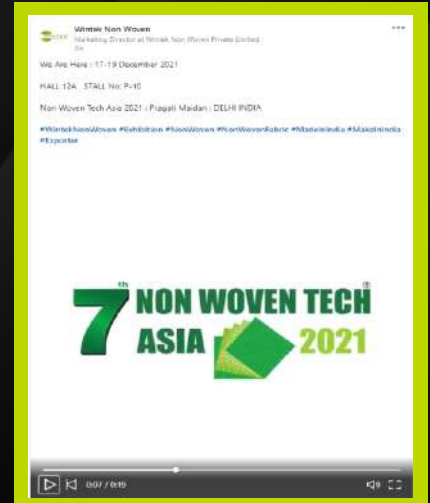 Wintek Non Woven
Marketing Director at Wintek Non Woven Private Limited
We Are Here : 17-19 December 2021
HALL 12A STALL No: P-10
Non Woven Tech Asia 2021 : Pragati Maidan : DELHI INDIA
#WintekNonWoven #Exhibition #NonWoven #NonWovenFabric #MadeinIndia #MakeInIndia
#Exporter
7th NON WOVEN TECH
ASIA 2021
®
0:07 / 0:19